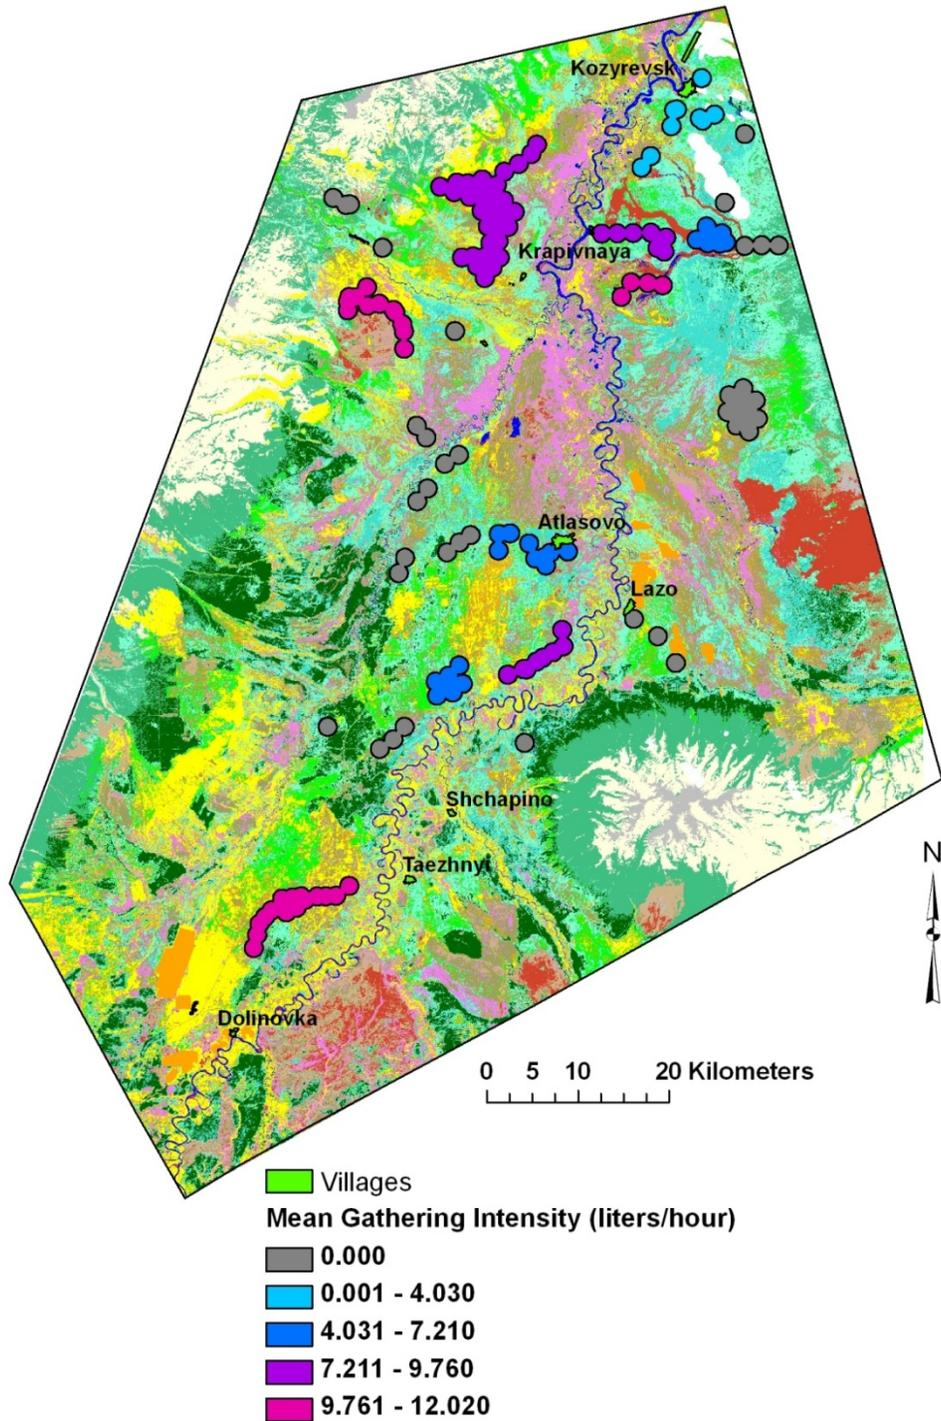 Kozyrevsk
Krapivnaya
Atlasovo
Lazo
Shchapino
Taezhnyi
N
Dolinovka
0 5 10 20 Kilometers
Villages
Mean Gathering Intensity (liters/hour)
0.000
0.001 - 4.030
4.031 - 7.210
7.211 - 9.760
9.761 - 12.020